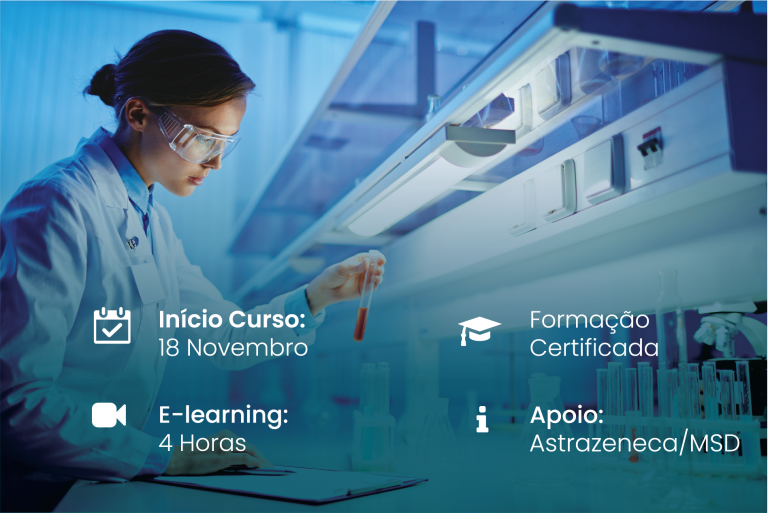 Início Curso:
18 Novembro
Formação
Certificada
E-learning:
4 Horas
Apoio:
Astrazeneca/MSD